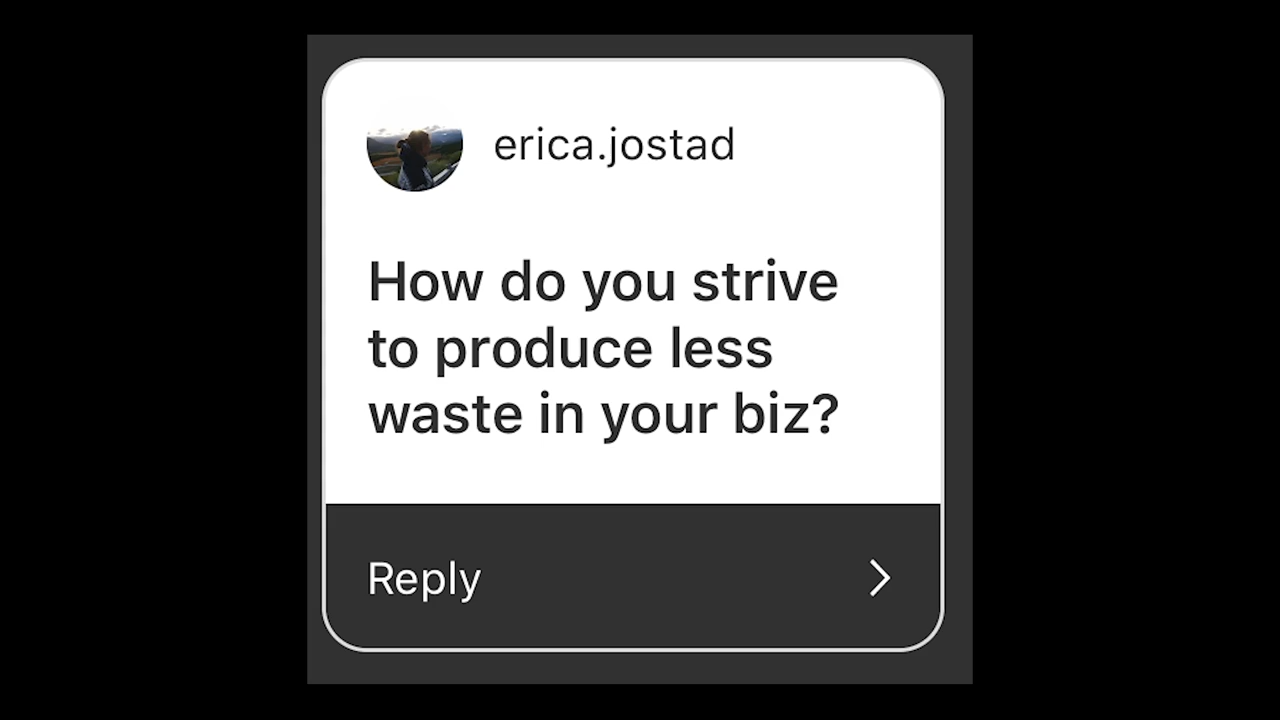 erica.jostad
How do you strive
to produce less
waste in your biz?
Reply